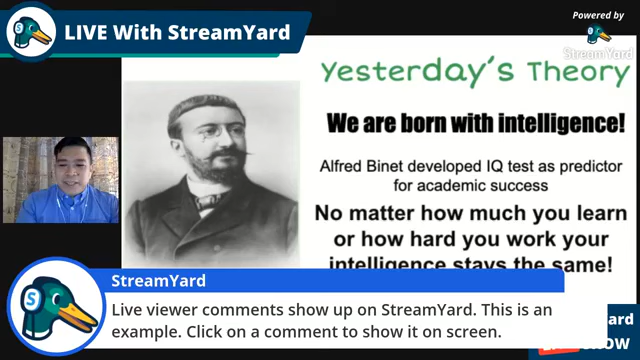 LIVE With StreamYard
Powered by
StreamYard
Yesterday's Theory
We are born with intelligence!
Alfred Binet developed IQ test as predictor
for academic success
No matter how much you learn
or how hard you work your
intelligence stays the same!
StreamYard
Live viewer comments show up on StreamYard. This is an
example. Click on a comment to show it on screen.